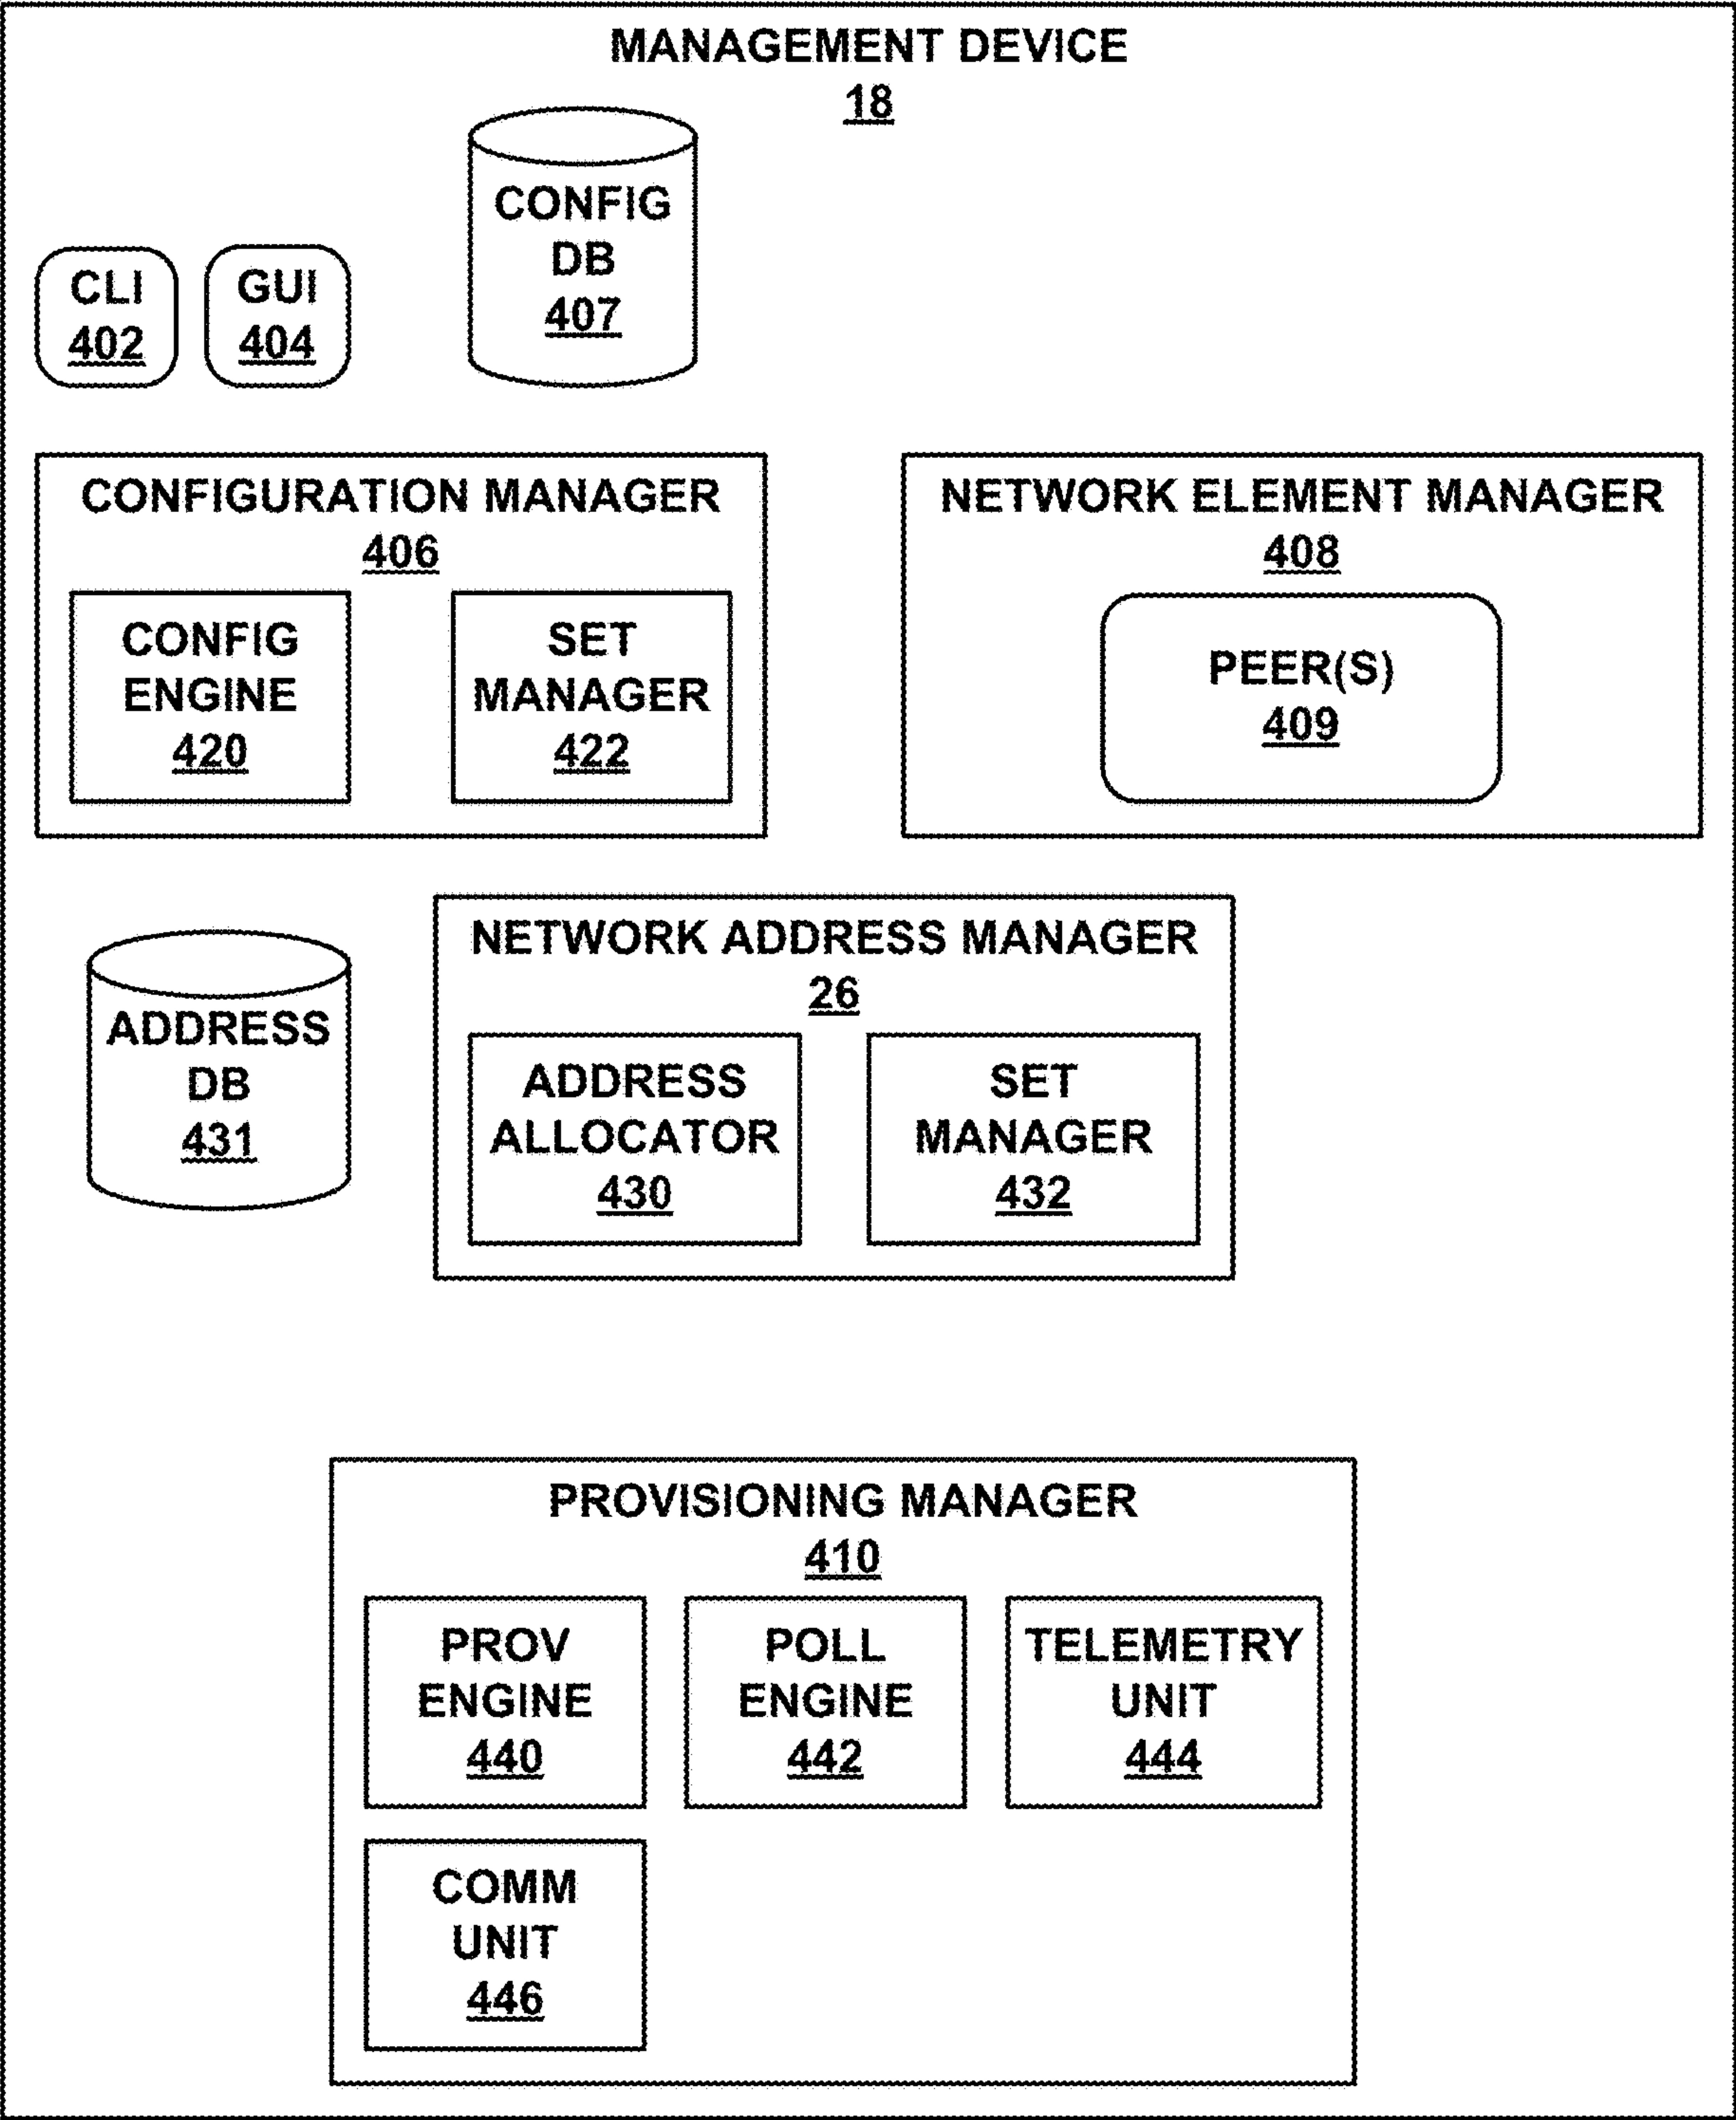 MANAGEMENT DEVICE
18
CONFIG
DB
407
CLI
402
GUI
404
CONFIGURATION MANAGER
406
CONFIG
ENGINE
420
SET
MANAGER
422
NETWORK ELEMENT MANAGER
408
PEER(S)
409
ADDRESS
DB
431
NETWORK ADDRESS MANAGER
26
ADDRESS
ALLOCATOR
430
SET
MANAGER
432
PROVISIONING MANAGER
410
PROV
ENGINE
440
POLL
ENGINE
442
TELEMETRY
UNIT
444
COMM
UNIT
446